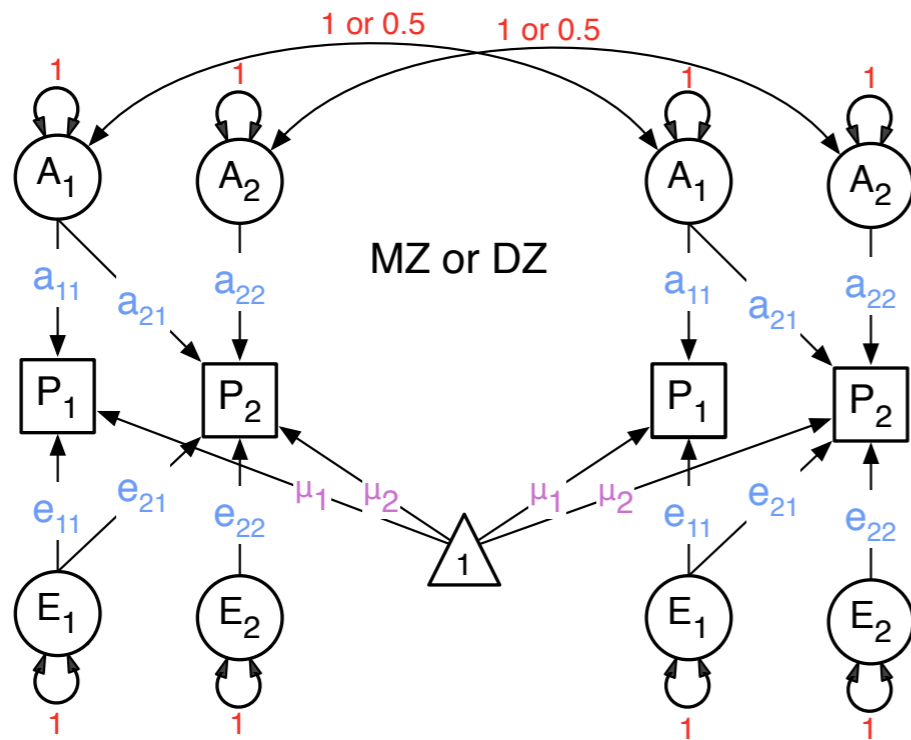 1 or 0.5 1 or 0.5
1 1 1 1
A₁ A₂ A₁ A₂
MZ or DZ
a₁₁ a₂₁ a₂₂ a₁₁ a₂₁ a₂₂
P₁ P₂ P₁ P₂
μ₁ μ₂ μ₁ μ₂
e₁₁ e₂₁ e₂₂ e₁₁ e₂₁ e₂₂
1
E₁ E₂ E₁ E₂
1 1 1 1